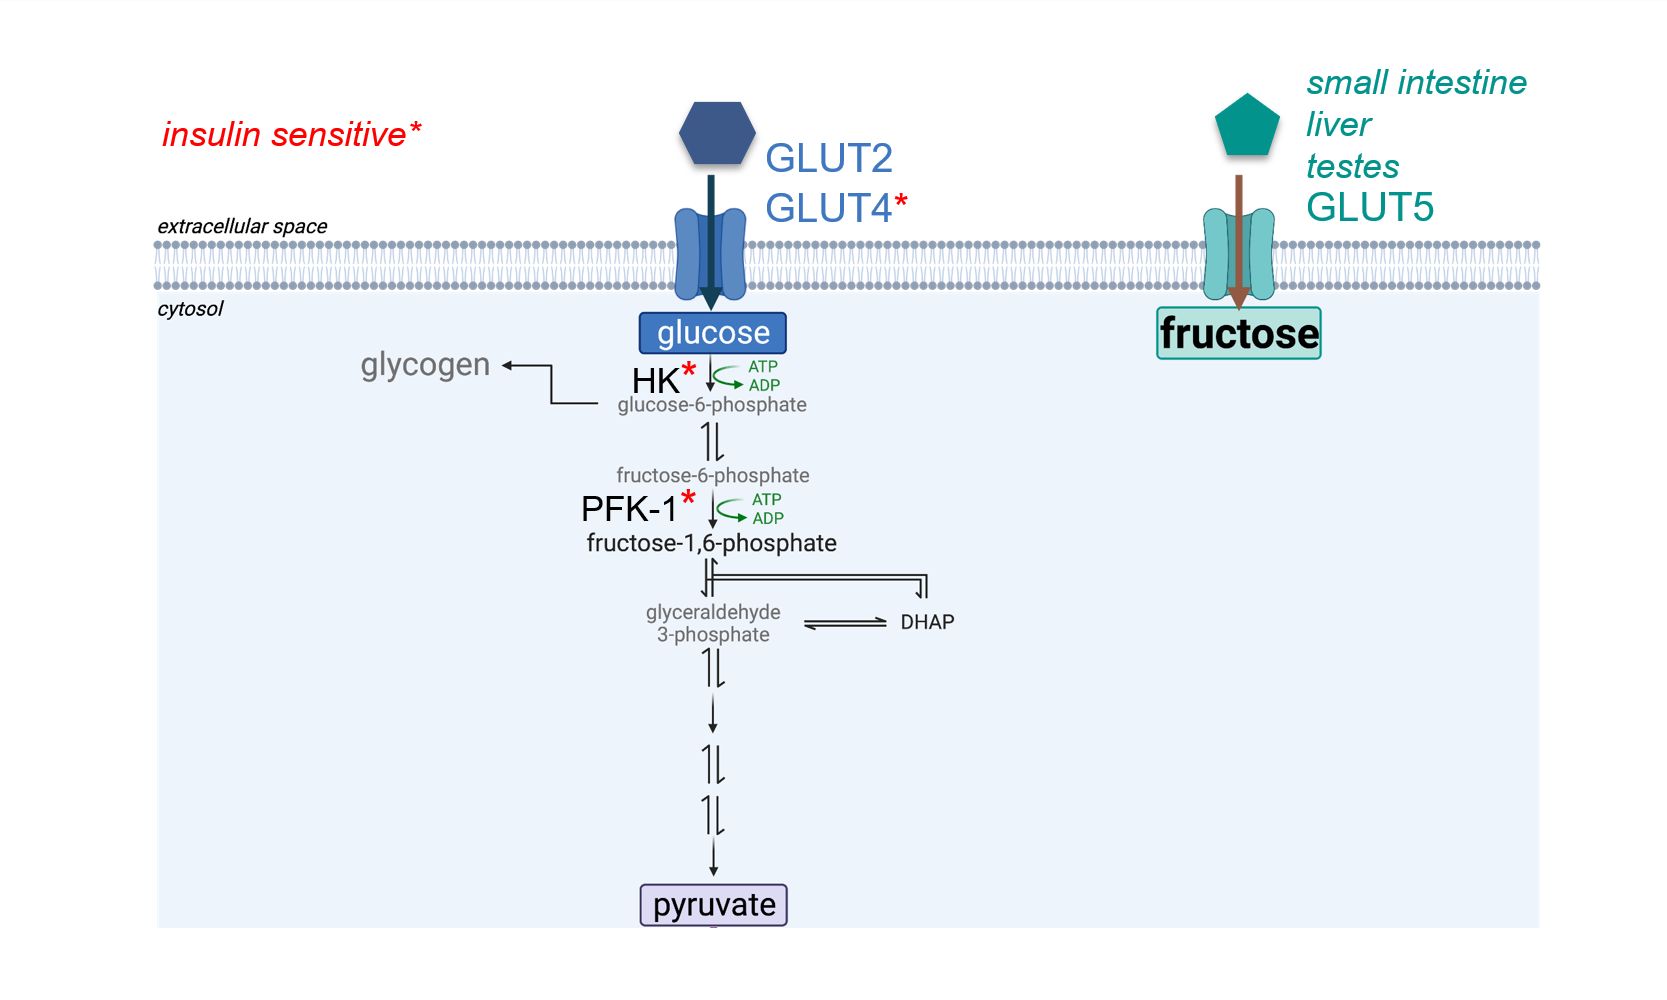 insulin sensitive*
GLUT2
GLUT4*
small intestine
liver
testes
GLUT5
extracellular space
cytosol
glucose
fructose
glycogen
HK*
ATP
ADP
glucose-6-phosphate
fructose-6-phosphate
PFK-1*
ATP
ADP
fructose-1,6-phosphate
glyceraldehyde
3-phosphate
DHAP
pyruvate